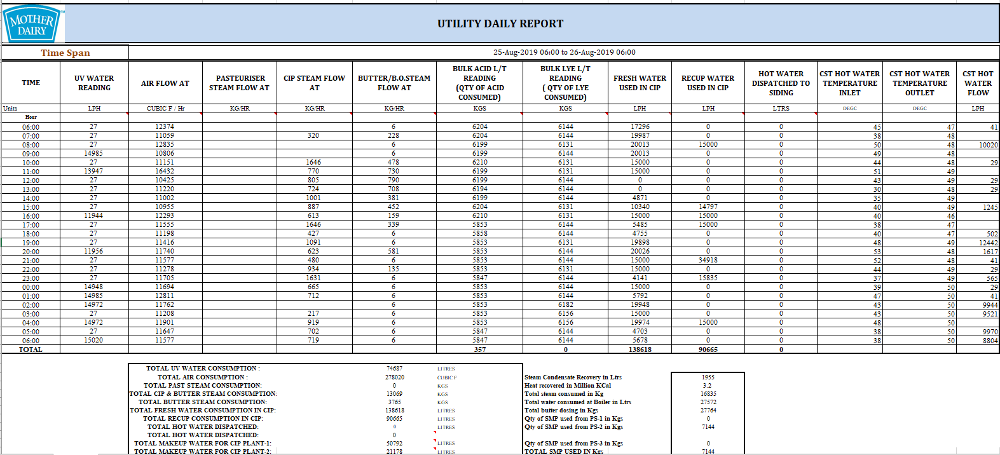 MOTHER DAIRY TM
UTILITY DAILY REPORT
Time Span 25-Aug-2019 06:00 to 26-Aug-2019 06:00
TIME UV WATER READING AIR FLOW AT PASTEURISER STEAM FLOW AT CIP STEAM FLOW AT BUTTER/B.O.STEAM FLOW AT BULK ACID L/T READING (QTY OF ACID CONSUMED) BULK LYE L/T READING ( QTY OF LYE CONSUMED) FRESH WATER USED IN CIP RECUP WATER USED IN CIP HOT WATER DISPATCHED TO SIDING CST HOT WATER TEMPERATURE INLET CST HOT WATER TEMPERATURE OUTLET CST HOT WATER FLOW
Units LPH CUBIC F / Hr KG/HR KG/HR KG/HR KGS KGS LPH LPH LTRS DEGC DEGC LPH
Hour
06:00 27 12374 6 6204 6144 17296 0 0 45 47 41
07:00 27 11059 320 228 6204 6144 19987 0 0 38 48
08:00 27 12835 6 6199 6131 20013 15000 0 50 48 10020
09:00 14985 10806 6 6199 6144 20013 0 0 49 48
10:00 27 11151 1646 478 6210 6131 15000 0 0 44 48 29
11:00 13947 16432 770 730 6199 6131 15000 0 0 51 49
12:00 27 10425 805 790 6199 6144 0 0 0 43 49 29
13:00 27 11220 724 708 6194 6144 0 0 0 30 48 29
14:00 27 11002 1001 381 6199 6144 4871 0 0 35 49
15:00 27 10955 887 452 6204 6131 10340 14797 0 40 49 1245
16:00 11944 12293 613 159 6210 6131 15000 15000 0 40 46
17:00 27 11555 1646 339 5853 6144 5485 15000 0 38 47
18:00 27 11198 427 6 5858 6144 4755 0 0 40 47 502
19:00 27 11416 1091 6 5853 6131 19898 0 0 48 49 12442
20:00 11956 11740 623 581 5853 6144 20026 0 0 53 48 1617
21:00 27 11577 480 6 5853 6144 15000 34918 0 52 48 41
22:00 27 11278 934 135 5853 6131 15000 0 0 44 49 29
23:00 27 11705 1631 6 5847 6144 4141 15835 0 37 49 565
00:00 14948 11694 665 6 5853 6144 15000 0 0 39 50 29
01:00 14985 12811 712 6 5853 6144 5792 0 0 47 50 41
02:00 14972 11762 6 5853 6182 19948 0 0 43 50 9944
03:00 27 11208 217 6 5853 6156 15000 0 0 43 50 9521
04:00 14972 11901 919 6 5853 6156 19974 15000 0 48 50
05:00 27 11647 702 6 5847 6144 4703 0 0 38 50 9970
06:00 15020 11577 719 6 5847 6144 5678 0 0 38 50 8804
TOTAL 357 0 138618 90665 0
TOTAL UV WATER CONSUMPTION : 74687 LITRES
TOTAL AIR CONSUMPTION : 278020 CUBIC F Steam Condensate Recovery in Ltrs 1955
TOTAL PAST STEAM CONSUMPTION: 0 KGS Heat recovered in Million KCal 3.2
TOTAL CIP & BUTTER STEAM CONSUMPTION: 13069 KGS Total steam consumed in Kg 16835
TOTAL BUTTER STEAM CONSUMPTION: 3765 KGS Total water consumed at Boiler in Ltrs 27572
TOTAL FRESH WATER CONSUMPTION IN CIP: 138618 LITRES Total butter dosing in Kgs 27764
TOTAL RECUP CONSUMPTION IN CIP: 90665 LITRES Qty of SMP used from PS-1 in Kgs 0
TOTAL HOT WATER DISPATCHED: 0 LITRES Qty of SMP used from PS-2 in Kgs 7144
TOTAL HOT WATER DISPATCHED: 0
TOTAL MAKEUP WATER FOR CIP PLANT-1: 50792 LITRES Qty of SMP used from PS-3 in Kgs 0
TOTAL MAKEUP WATER FOR CIP PLANT-2: 21178 LITRES TOTAL SMP USED IN Kgs 7144